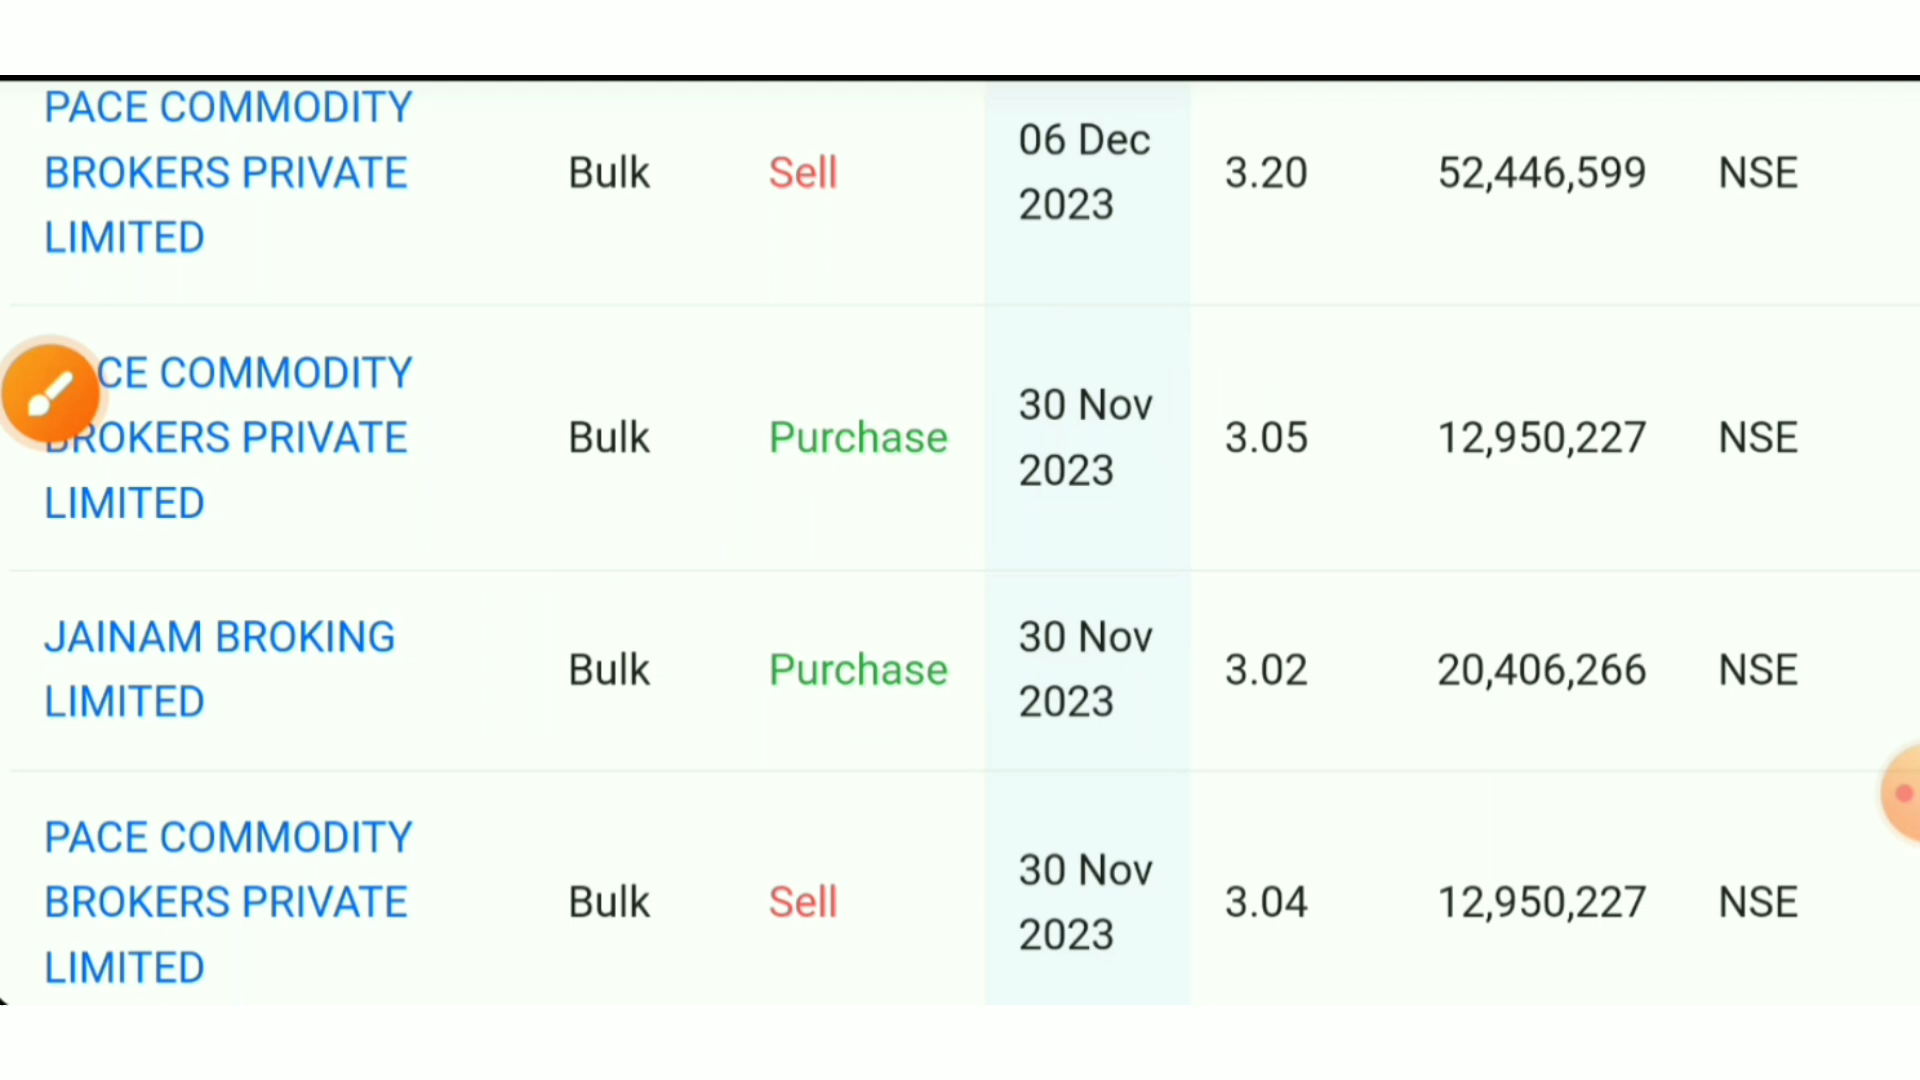 PACE COMMODITY
BROKERS PRIVATE
LIMITED
Bulk
Sell
06 Dec
2023
3.20
52,446,599
NSE
CE COMMODITY
BROKERS PRIVATE
LIMITED
Bulk
Purchase
30 Nov
2023
3.05
12,950,227
NSE
JAINAM BROKING
LIMITED
Bulk
Purchase
30 Nov
2023
3.02
20,406,266
NSE
PACE COMMODITY
BROKERS PRIVATE
LIMITED
Bulk
Sell
30 Nov
2023
3.04
12,950,227
NSE